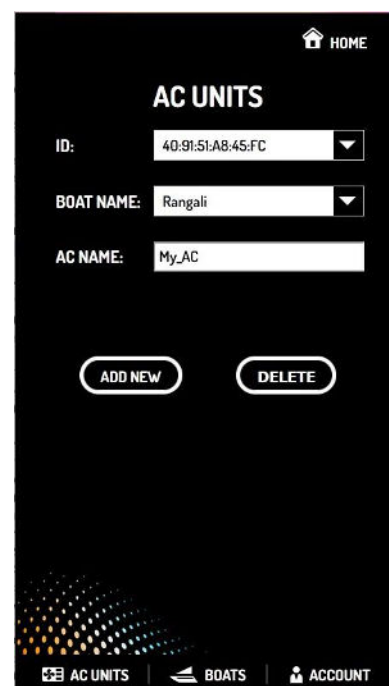 HOME
AC UNITS
ID: 40:91:51:A8:45:FC
BOAT NAME: Rangali
AC NAME: My_AC
ADD NEW DELETE
AC UNITS BOATS ACCOUNT